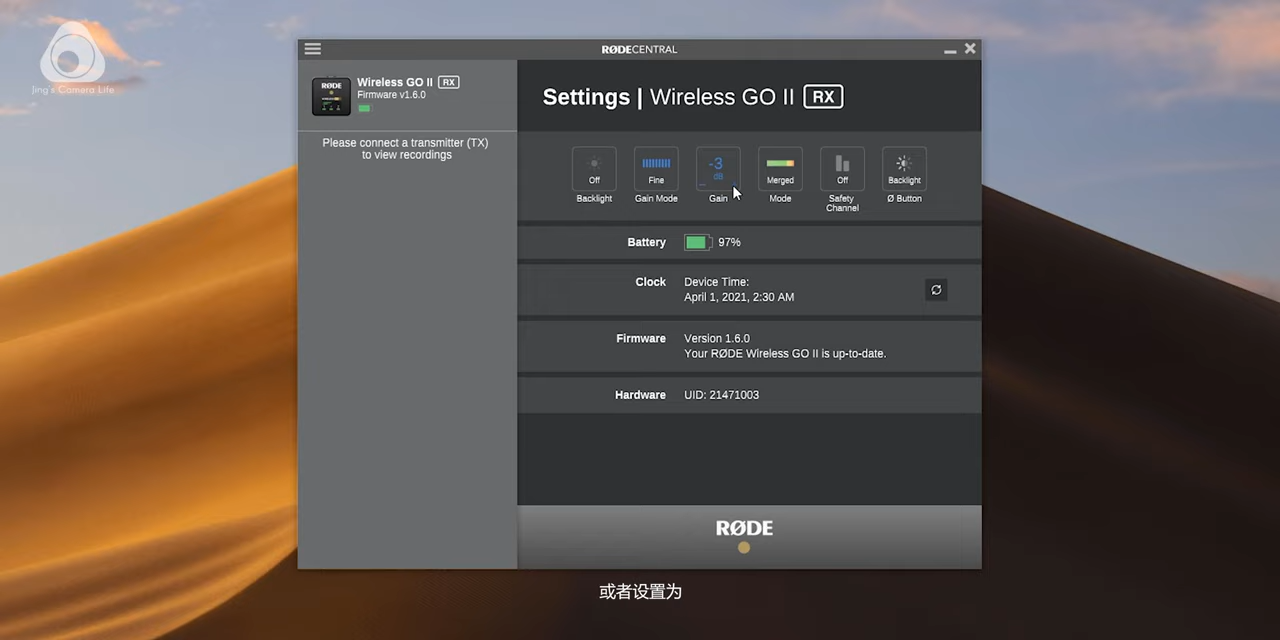 Jing's Camera Life
RØDECENTRAL
RØDE
Wireless GO II RX
Firmware v1.6.0
Please connect a transmitter (TX)
to view recordings
Settings | Wireless GO II RX
Off
Backlight
Fine
Gain Mode
-3
dB
Gain
Merged
Mode
Off
Safety
Channel
Backlight
Ø Button
Battery 97%
Clock Device Time:
April 1, 2021, 2:30 AM
Firmware Version 1.6.0
Your RØDE Wireless GO II is up-to-date.
Hardware UID: 21471003
RØDE
或者设置为